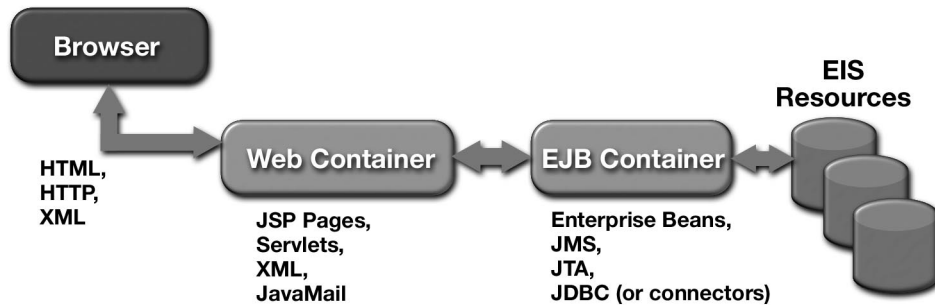 Browser
EIS
Resources
Web Container
EJB Container
HTML,
HTTP,
XML
JSP Pages,
Servlets,
XML,
JavaMail
Enterprise Beans,
JMS,
JTA,
JDBC (or connectors)